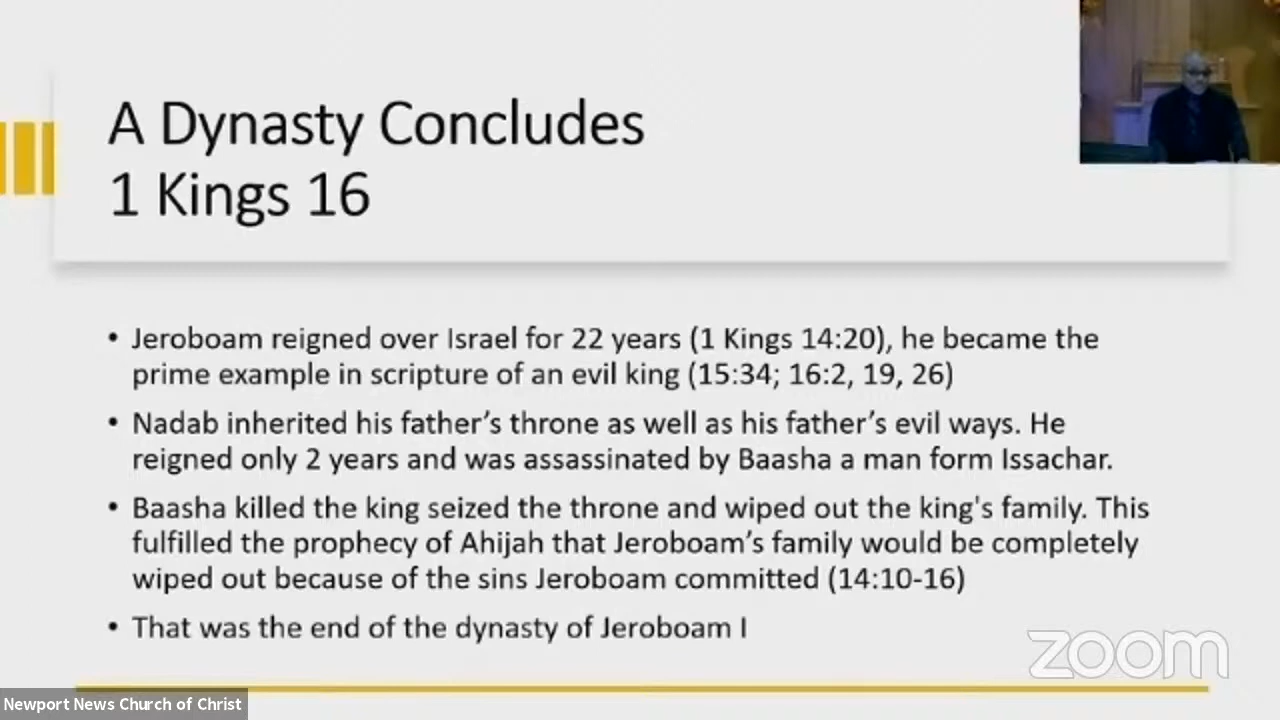 A Dynasty Concludes
1 Kings 16
• Jeroboam reigned over Israel for 22 years (1 Kings 14:20), he became the
prime example in scripture of an evil king (15:34; 16:2, 19, 26)
• Nadab inherited his father’s throne as well as his father’s evil ways. He
reigned only 2 years and was assassinated by Baasha a man form Issachar.
• Baasha killed the king seized the throne and wiped out the king's family. This
fulfilled the prophecy of Ahijah that Jeroboam’s family would be completely
wiped out because of the sins Jeroboam committed (14:10-16)
• That was the end of the dynasty of Jeroboam I
zoom
Newport News Church of Christ